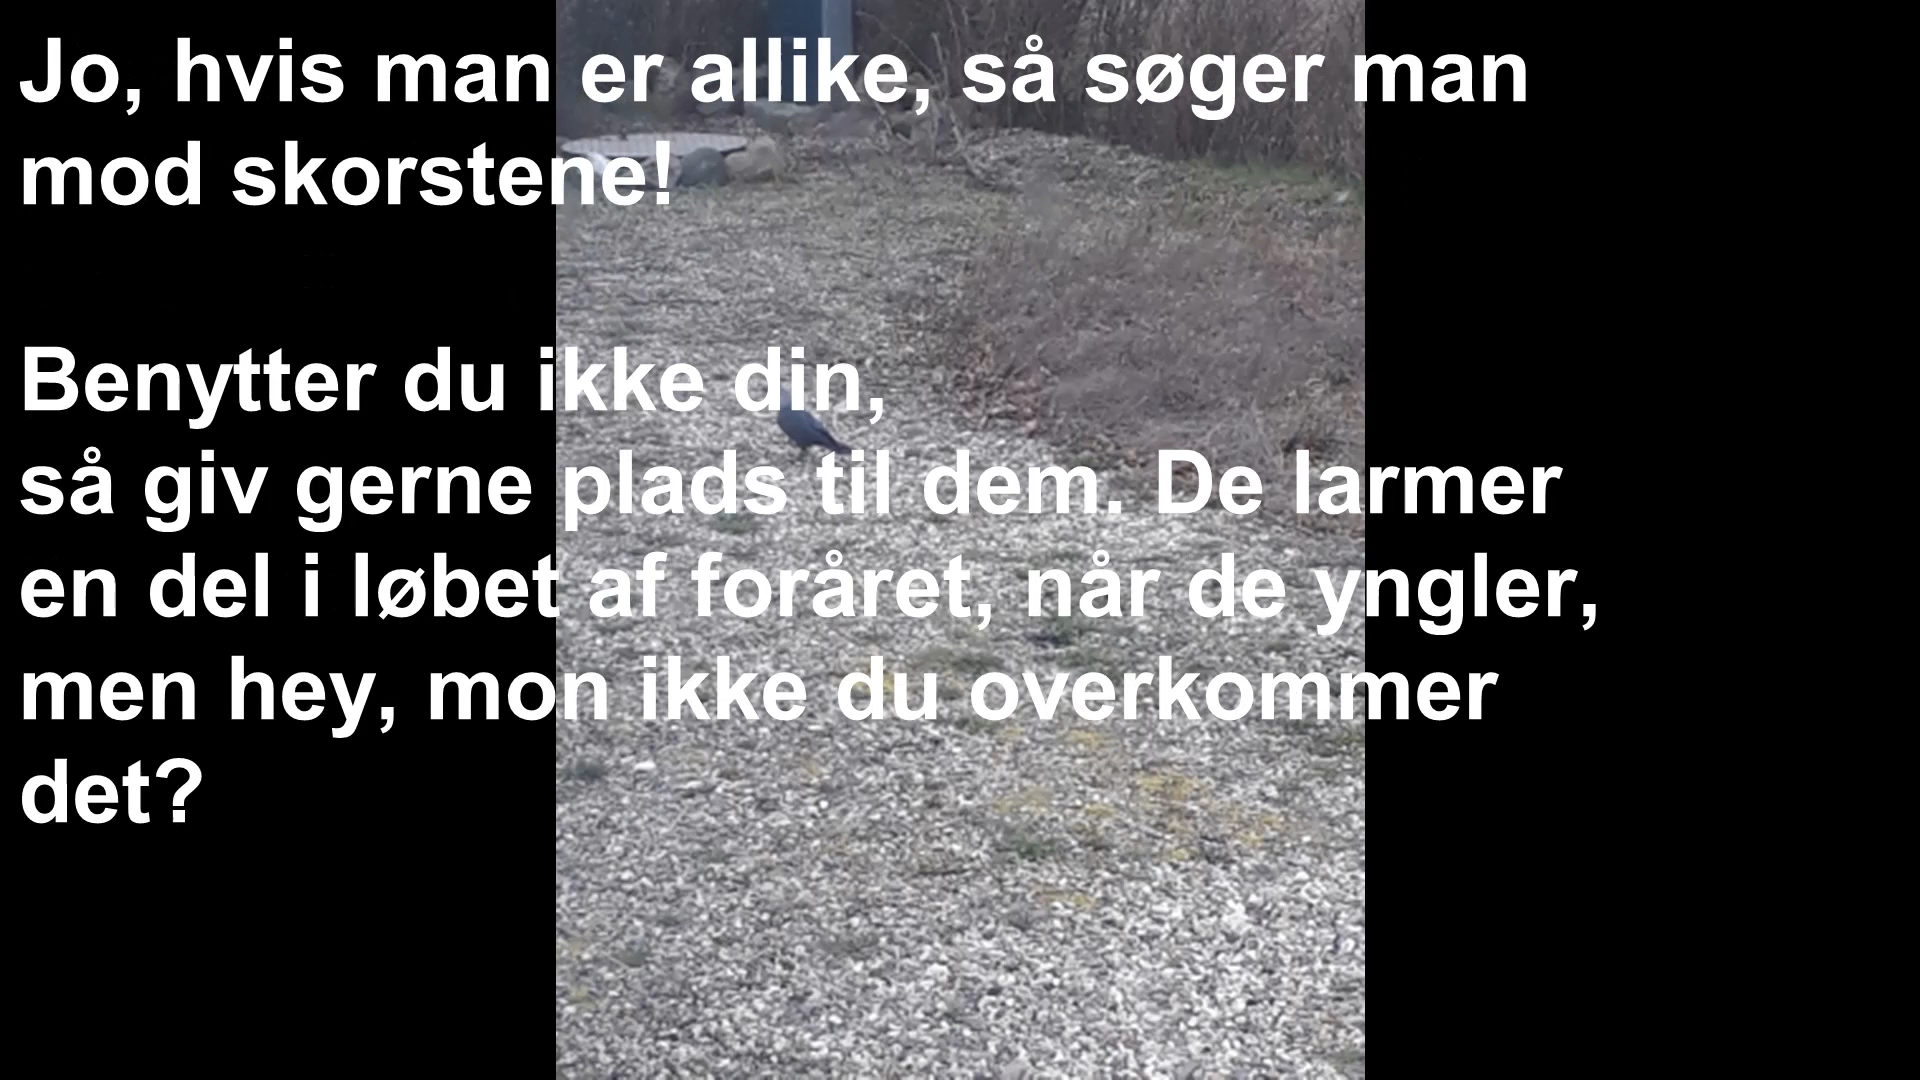 Jo, hvis man er allike, så søger man
mod skorstene!
Benytter du ikke din,
så giv gerne plads til dem. De larmer
en del i løbet af foråret, når de yngler,
men hey, mon ikke du overkommer
det?